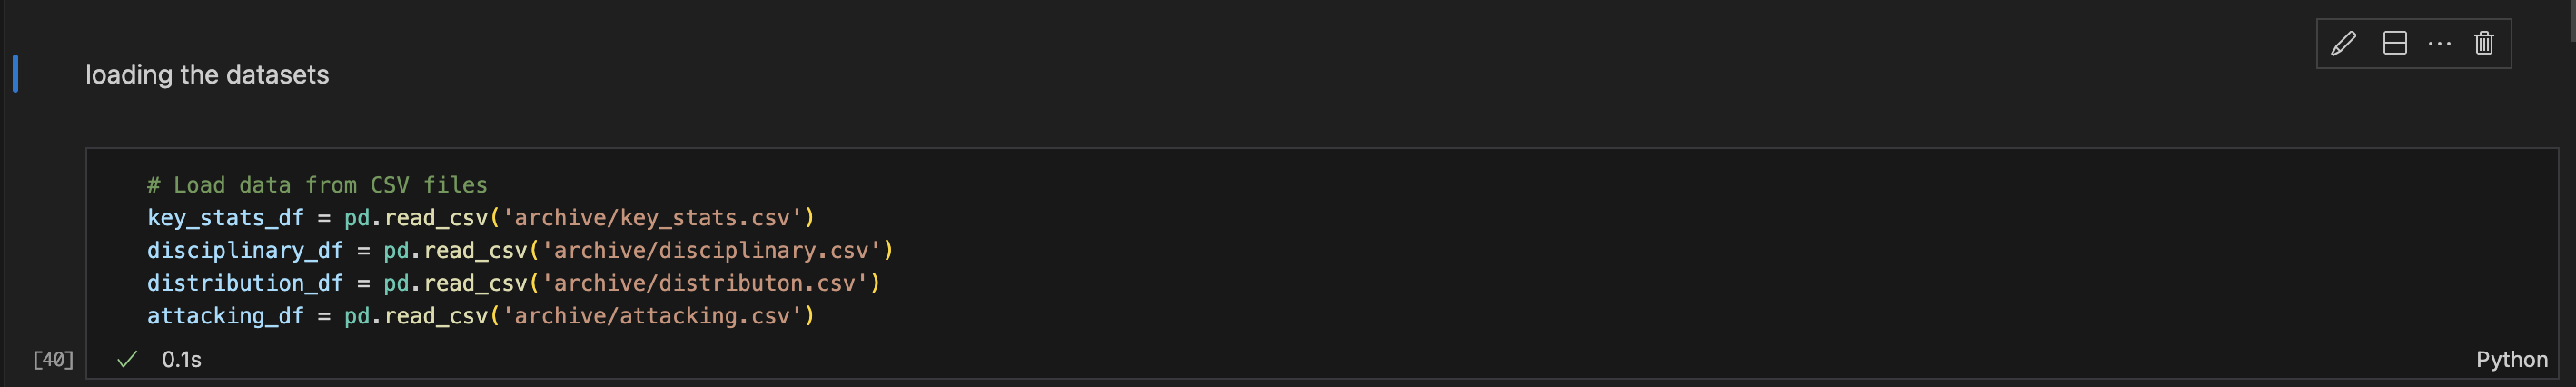 loading the datasets
# Load data from CSV files
key_stats_df = pd.read_csv('archive/key_stats.csv')
disciplinary_df = pd.read_csv('archive/disciplinary.csv')
distribution_df = pd.read_csv('archive/distributon.csv')
attacking_df = pd.read_csv('archive/attacking.csv')
[40] 0.1s Python